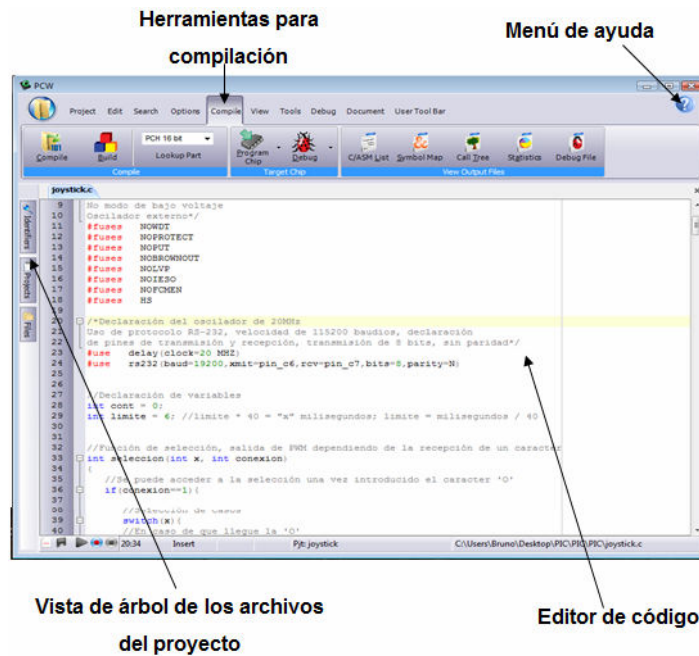 Herramientas para
compilación
Menú de ayuda
PCW
Project Edit Search Options Compile View Tools Debug Document User Tool Bar
PCH 16 bit
Compile Build Lookup Part Program Chip Debug C/ASM List Symbol Map Call Tree Statistics Debug File
Compile Target Chip View Output Files
joystick.c
Identifiers
Projects
Files
9 No modo de bajo voltaje
10 Oscilador externo*/
11 #fuses NOWDT
12 #fuses NOPROTECT
13 #fuses NOPUT
14 #fuses NOBROWNOUT
15 #fuses NOLVP
16 #fuses NOIESO
17 #fuses NOFCMEN
18 #fuses HS
19
20 /*Declaración del oscilador de 20MHz
21 Uso de protocolo RS-232, velocidad de 115200 baudios, declaración
22 de pines de transmisión y recepción, transmisión de 8 bits, sin paridad*/
23 #use delay(clock=20 MHZ)
24 #use rs232(baud=19200,xmit=pin_c6,rcv=pin_c7,bits=8,parity=N)
25
26
27 //Declaración de variables
28 int cont = 0;
29 int limite = 6; //limite * 40 = "x" milisegundos; limite = milisegundos / 40
30
31
32 //Función de selección, salida de PWM dependiendo de la recepción de un caracter
33 int seleccion(int x, int conexion)
34 {
35 //Se puede acceder a la selección una vez introducido el caracter 'O'
36 if(conexion==1){
37
38 //Selección de casos
39 switch(x){
40 //En caso de que llegue la 'O'
20:34 Insert Pjt: joystick C:\Users\Bruno\Desktop\PIC\PIC\PIC\joystick.c
Vista de árbol de los archivos
del proyecto
Editor de código